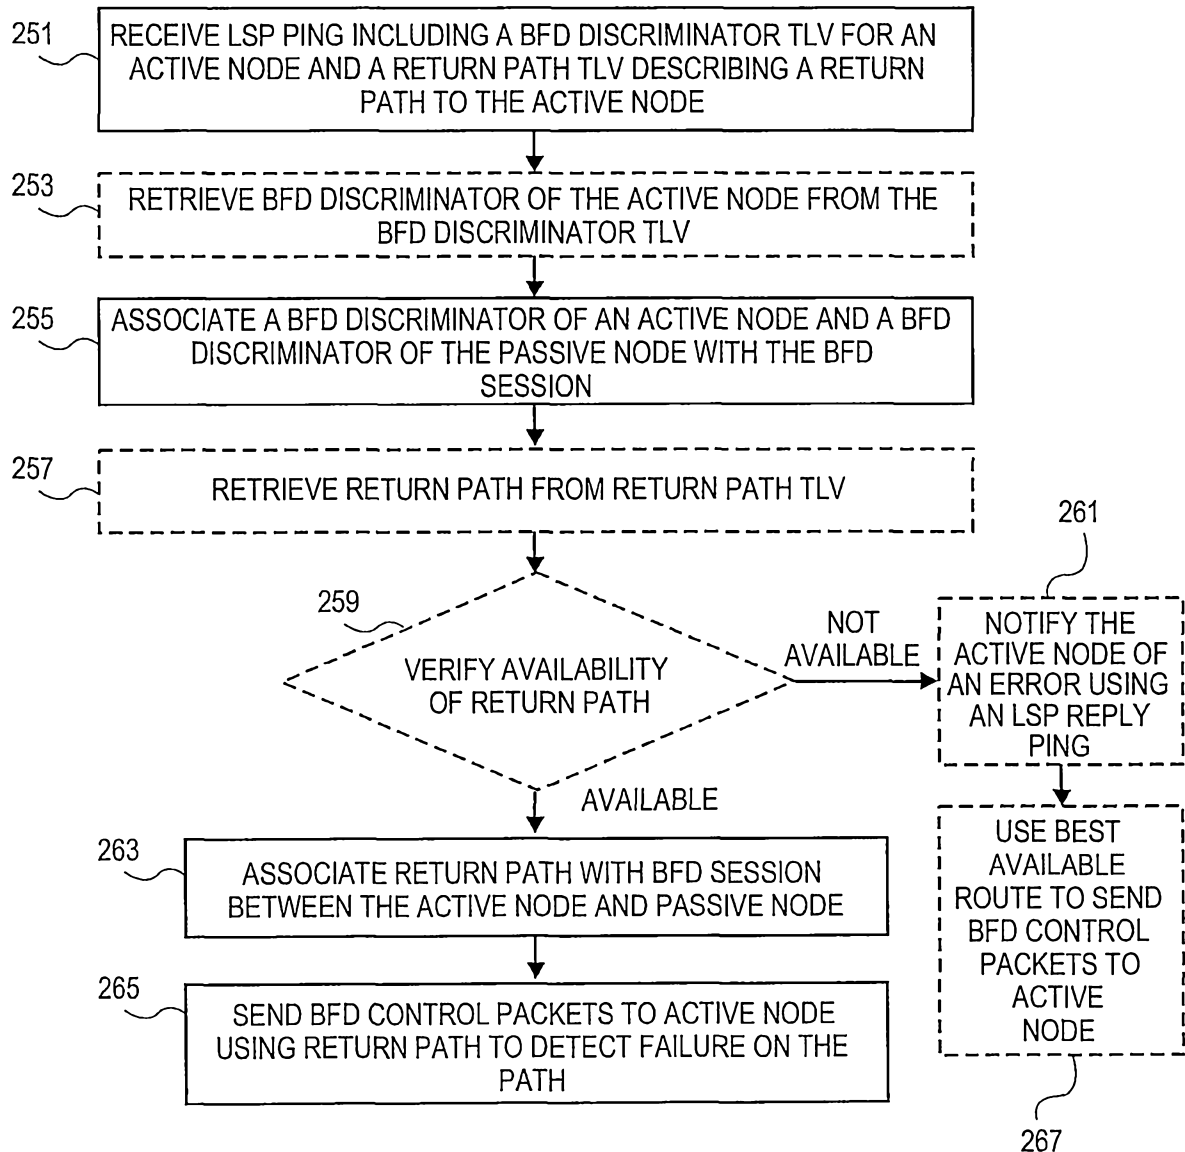 251
RECEIVE LSP PING INCLUDING A BFD DISCRIMINATOR TLV FOR AN
ACTIVE NODE AND A RETURN PATH TLV DESCRIBING A RETURN
PATH TO THE ACTIVE NODE
253
RETRIEVE BFD DISCRIMINATOR OF THE ACTIVE NODE FROM THE
BFD DISCRIMINATOR TLV
255
ASSOCIATE A BFD DISCRIMINATOR OF AN ACTIVE NODE AND A BFD
DISCRIMINATOR OF THE PASSIVE NODE WITH THE BFD
SESSION
257
RETRIEVE RETURN PATH FROM RETURN PATH TLV
259
VERIFY AVAILABILITY
OF RETURN PATH
NOT
AVAILABLE
261
NOTIFY THE
ACTIVE NODE OF
AN ERROR USING
AN LSP REPLY
PING
AVAILABLE
263
ASSOCIATE RETURN PATH WITH BFD SESSION
BETWEEN THE ACTIVE NODE AND PASSIVE NODE
265
SEND BFD CONTROL PACKETS TO ACTIVE NODE
USING RETURN PATH TO DETECT FAILURE ON THE
PATH
USE BEST
AVAILABLE
ROUTE TO SEND
BFD CONTROL
PACKETS TO
ACTIVE
NODE
267